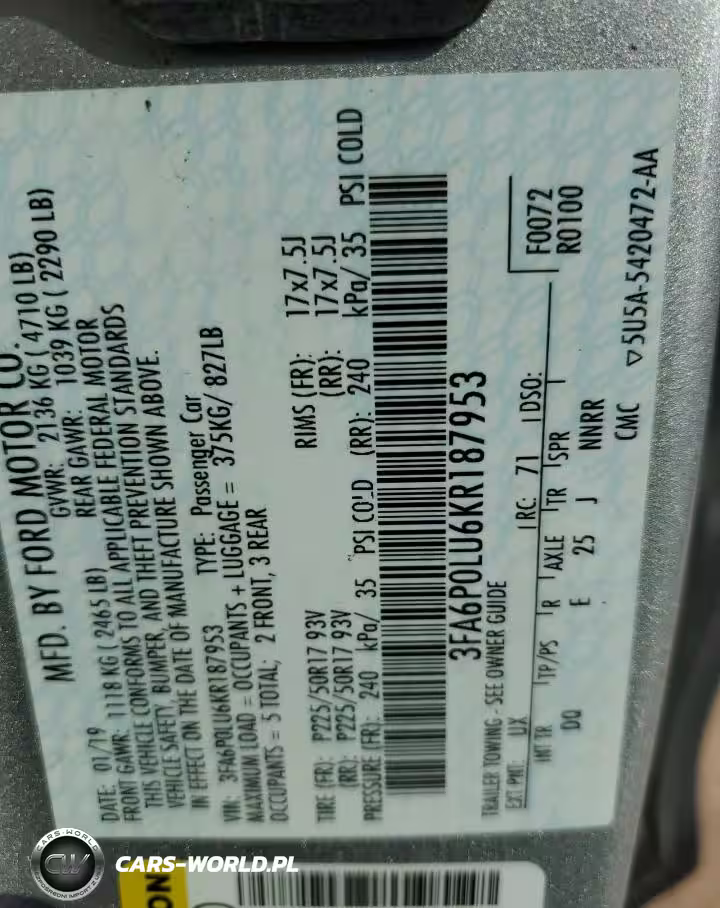 MFD. BY FORD MOTOR CO.
DATE: 01/19 GVWR: 2136 KG ( 4710 LB)
FRONT GAWR: 1118 KG ( 2465 LB) REAR GAWR: 1039 KG ( 2290 LB)
THIS VEHICLE CONFORMS TO ALL APPLICABLE FEDERAL MOTOR
VEHICLE SAFETY, BUMPER, AND THEFT PREVENTION STANDARDS
IN EFFECT ON THE DATE OF MANUFACTURE SHOWN ABOVE.
VIN: 3FA6P0LU6KR187953 TYPE: Passenger Car
MAXIMUM LOAD = OCCUPANTS + LUGGAGE = 375KG/ 827LB
OCCUPANTS = 5 TOTAL; 2 FRONT, 3 REAR
TIRE (FR): P225/50R17 93V RIMS (FR): 17x7.5J
(RR): P225/50R17 93V (RR): 17x7.5J
PRESSURE (FR): 240 kPa/ 35 PSI COLD (RR): 240 kPa/ 35 PSI COLD
3FA6P0LU6KR187953
TRAILER TOWING - SEE OWNER GUIDE
F0072
R0100
EXT PNT: UX RC: 71 DSO:
INT TR TP/PS R AXLE TR SPR
DQ E 25 J NNRR
CMC ▽5U5A-5420472-AA
CARS-WORLD
CW
CARS-WORLD.PL
ON